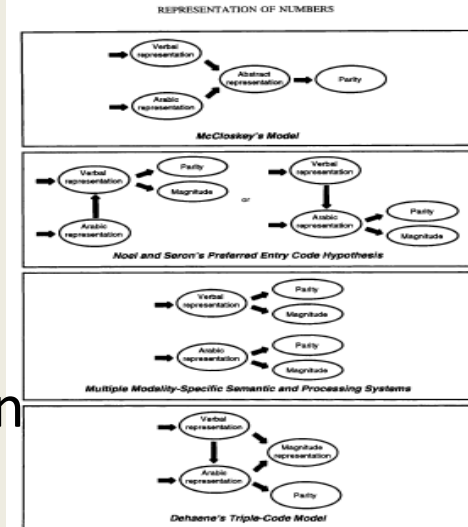 REPRESENTATION OF NUMBERS
Verbal
representation
Arabic
representation
Abstract
representation
Parity
McCloskey's Model
Verbal
representation
Arabic
representation
Parity
Magnitude
or
Verbal
representation
Arabic
representation
Parity
Magnitude
Noel and Seron's Preferred Entry Code Hypothesis
Verbal
representation
Parity
Magnitude
Arabic
representation
Parity
Magnitude
Multiple Modality-Specific Semantic and Processing Systems
n
Verbal
representation
Arabic
representation
Magnitude
representation
Parity
Dehaene's Triple-Code Model